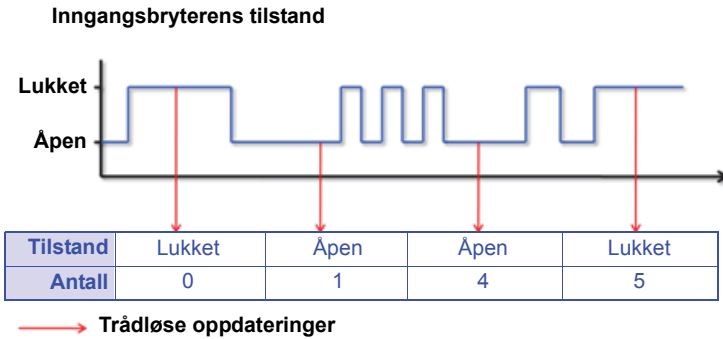 Inngangsbryterens tilstand
Lukket
Åpen
Tilstand Lukket Åpen Åpen Lukket
Antall 0 1 4 5
Trådløse oppdateringer